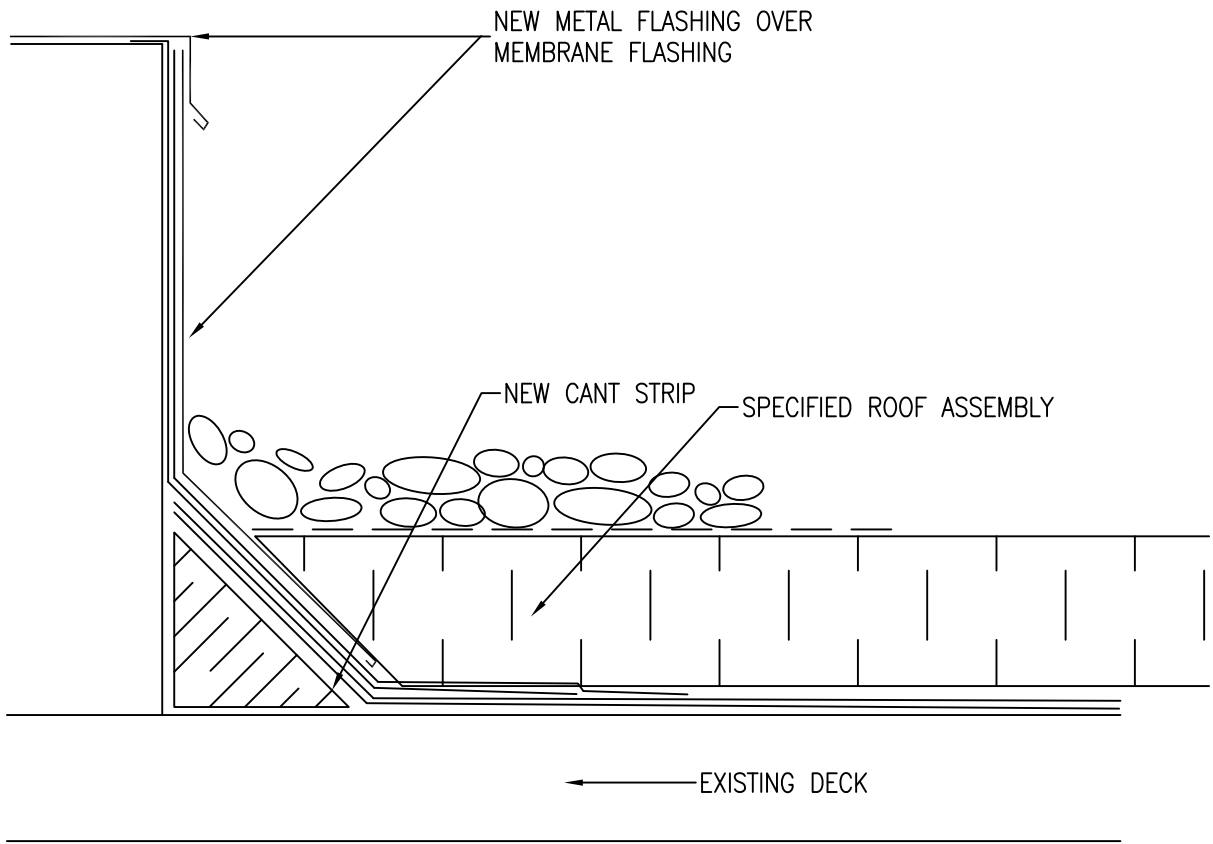 NEW METAL FLASHING OVER
MEMBRANE FLASHING
NEW CANT STRIP
SPECIFIED ROOF ASSEMBLY
EXISTING DECK